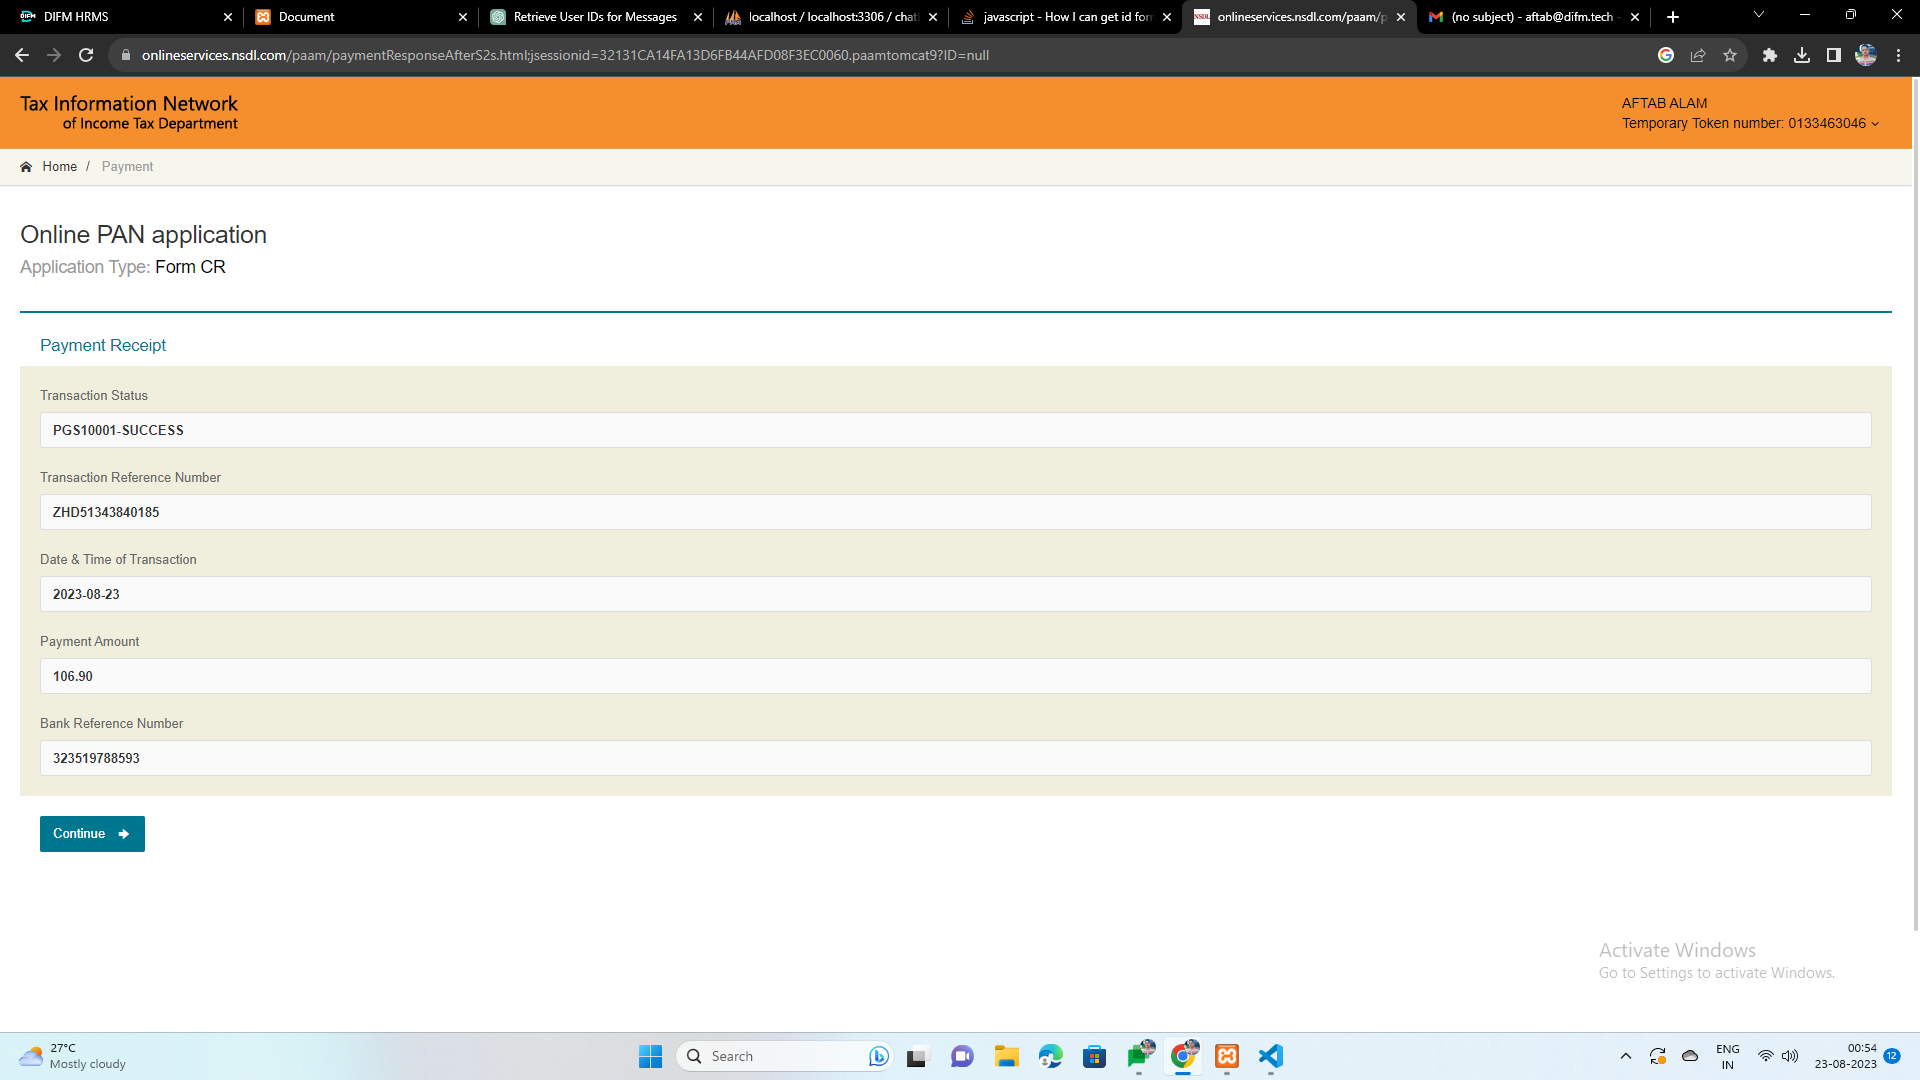 DIFM HRMS
Document
Retrieve User IDs for Messages
localhost / localhost:3306 / chat
javascript - How I can get id for
onlineservices.nsdl.com/paam/p
(no subject) - aftab@difm.tech -
onlineservices.nsdl.com/paam/paymentResponseAfterS2s.html;jsessionid=32131CA14FA13D6FB44AFD08F3EC0060.paamtomcat9?ID=null
Tax Information Network
of Income Tax Department
AFTAB ALAM
Temporary Token number: 0133463046
Home / Payment
Online PAN application
Application Type: Form CR
Payment Receipt
Transaction Status
PGS10001-SUCCESS
Transaction Reference Number
ZHD51343840185
Date & Time of Transaction
2023-08-23
Payment Amount
106.90
Bank Reference Number
323519788593
Continue
Activate Windows
Go to Settings to activate Windows.
27°C
Mostly cloudy
Search
ENG
IN
00:54
23-08-2023
12